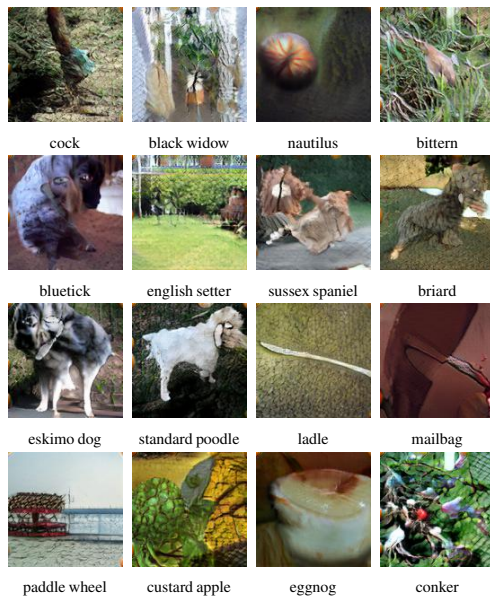 cock black widow nautilus bittern
bluetick english setter sussex spaniel briard
eskimo dog standard poodle ladle mailbag
paddle wheel custard apple eggnog conker